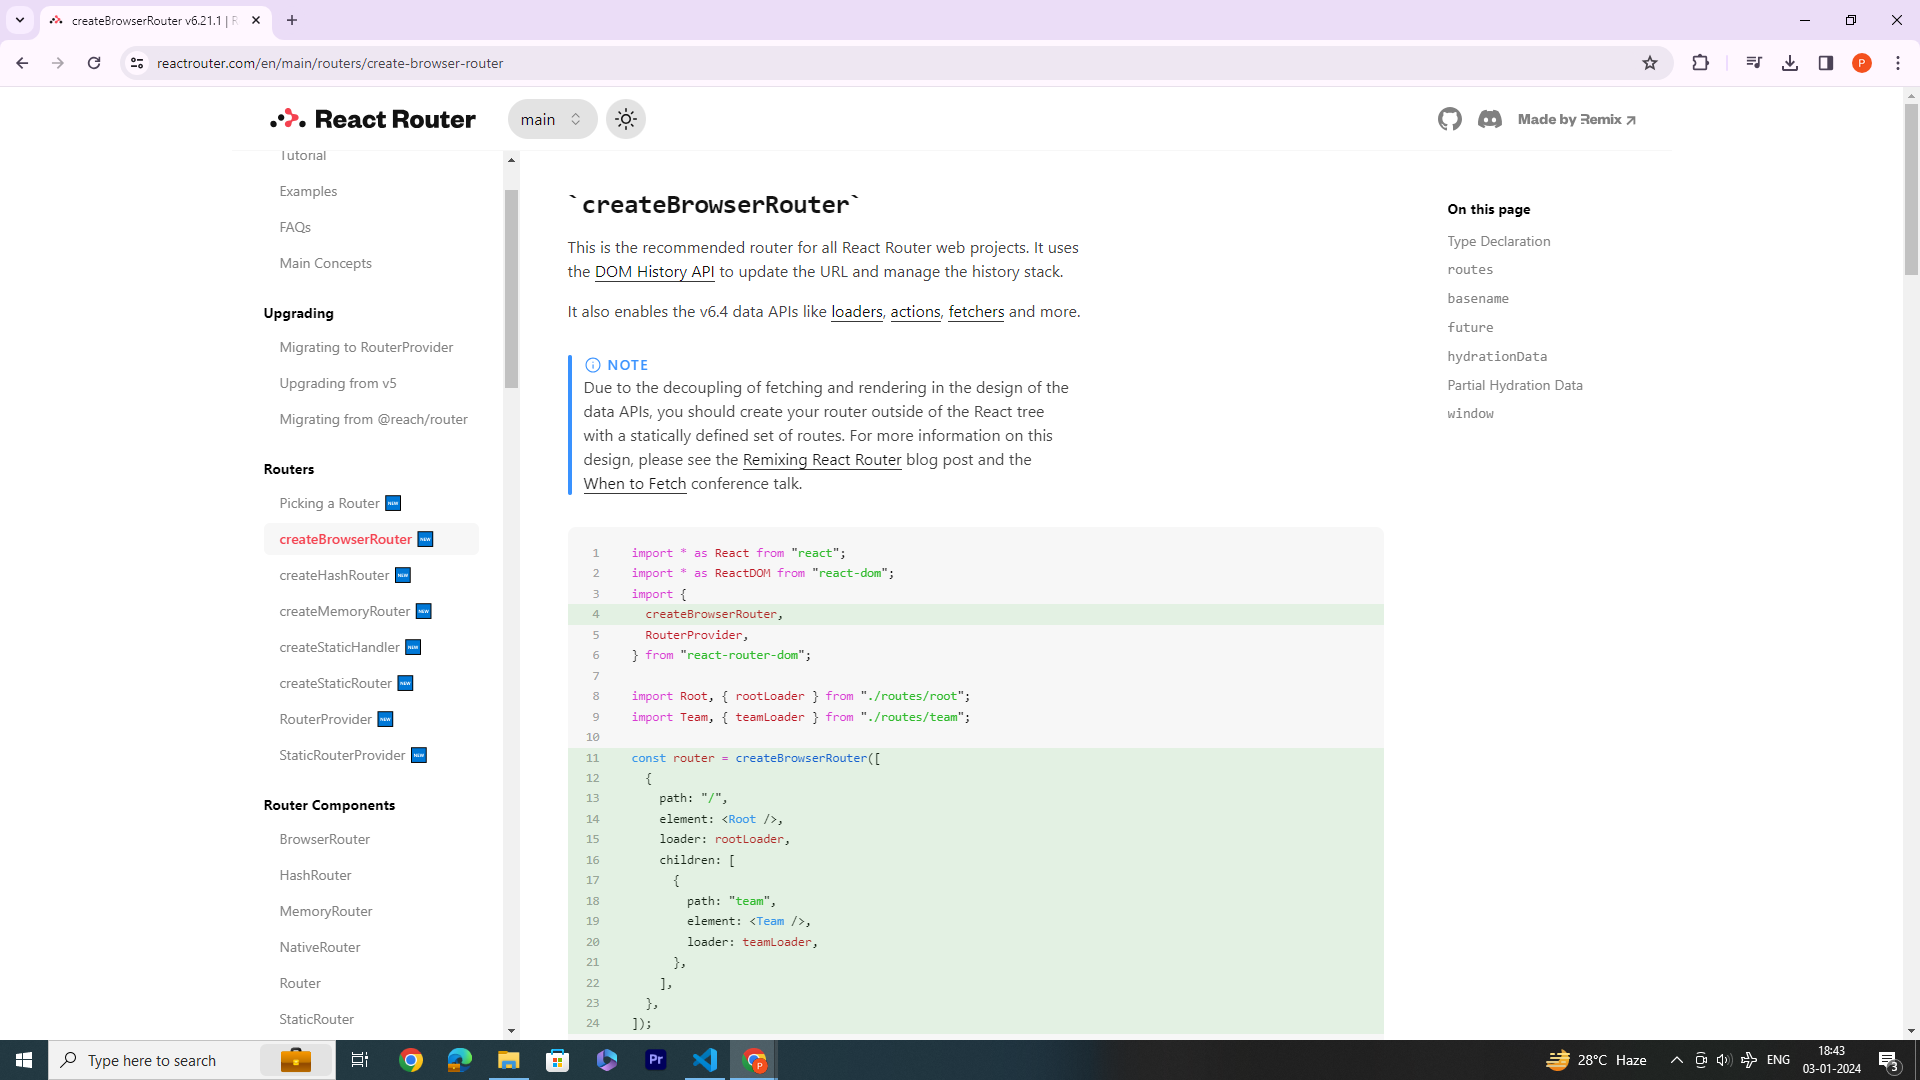 createBrowserRouter v6.21.1 | R
reactrouter.com/en/main/routers/create-browser-router
P
React Router
main
Made by Remix ↗
Tutorial
Examples
FAQs
Main Concepts
Upgrading
Migrating to RouterProvider
Upgrading from v5
Migrating from @reach/router
Routers
Picking a Router NEW
createBrowserRouter NEW
createHashRouter NEW
createMemoryRouter NEW
createStaticHandler NEW
createStaticRouter NEW
RouterProvider NEW
StaticRouterProvider NEW
Router Components
BrowserRouter
HashRouter
MemoryRouter
NativeRouter
Router
StaticRouter
`createBrowserRouter`
This is the recommended router for all React Router web projects. It uses
the DOM History API to update the URL and manage the history stack.
It also enables the v6.4 data APIs like loaders, actions, fetchers and more.
NOTE
Due to the decoupling of fetching and rendering in the design of the
data APIs, you should create your router outside of the React tree
with a statically defined set of routes. For more information on this
design, please see the Remixing React Router blog post and the
When to Fetch conference talk.
1 import * as React from "react";
2 import * as ReactDOM from "react-dom";
3 import {
4 createBrowserRouter,
5 RouterProvider,
6 } from "react-router-dom";
7
8 import Root, { rootLoader } from "./routes/root";
9 import Team, { teamLoader } from "./routes/team";
10
11 const router = createBrowserRouter([
12 {
13 path: "/",
14 element: <Root />,
15 loader: rootLoader,
16 children: [
17 {
18 path: "team",
19 element: <Team />,
20 loader: teamLoader,
21 },
22 ],
23 },
24 ]);
On this page
Type Declaration
routes
basename
future
hydrationData
Partial Hydration Data
window
Type here to search
Pr
P
28°C Haze
ENG
18:43
03-01-2024
3